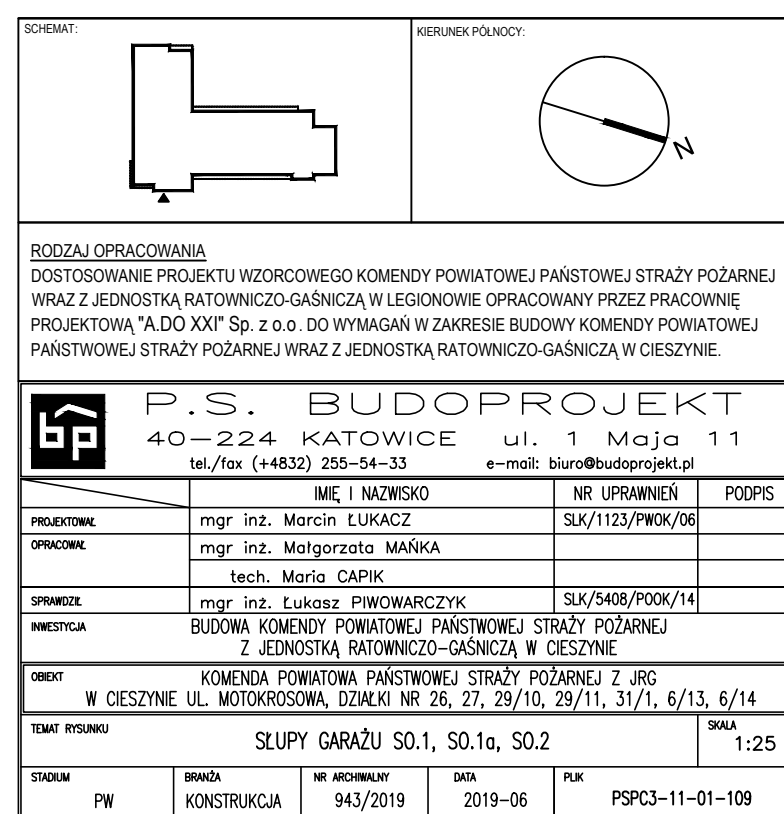 SCHEMAT:
KIERUNEK PÓŁNOCY:
N
RODZAJ OPRACOWANIA
DOSTOSOWANIE PROJEKTU WZORCOWEGO KOMENDY POWIATOWEJ PAŃSTOWEJ STRAŻY POŻARNEJ
WRAZ Z JEDNOSTKĄ RATOWNICZO-GAŚNICZĄ W LEGIONOWIE OPRACOWANY PRZEZ PRACOWNIĘ
PROJEKTOWĄ "A.DO XXI" Sp. z o.o. DO WYMAGAŃ W ZAKRESIE BUDOWY KOMENDY POWIATOWEJ
PAŃSTWOWEJ STRAŻY POŻARNEJ WRAZ Z JEDNOSTKĄ RATOWNICZO-GAŚNICZĄ W CIESZYNIE.
bp
P.S. BUDOPROJEKT
40-224 KATOWICE ul. 1 Maja 11
tel./fax (+4832) 255-54-33 e-mail: biuro@budoprojekt.pl
IMIĘ I NAZWISKO NR UPRAWNIEŃ PODPIS
PROJEKTOWAŁ mgr inż. Marcin ŁUKACZ SLK/1123/PWOK/06
OPRACOWAŁ mgr inż. Małgorzata MAŃKA
tech. Maria CAPIK
SPRAWDZIŁ mgr inż. Łukasz PIWOWARCZYK SLK/5408/POOK/14
INWESTYCJA BUDOWA KOMENDY POWIATOWEJ PAŃSTWOWEJ STRAŻY POŻARNEJ
Z JEDNOSTKĄ RATOWNICZO-GAŚNICZĄ W CIESZYNIE
OBIEKT KOMENDA POWIATOWA PAŃSTWOWEJ STRAŻY POŻARNEJ Z JRG
W CIESZYNIE UL. MOTOKROSOWA, DZIAŁKI NR 26, 27, 29/10, 29/11, 31/1, 6/13, 6/14
TEMAT RYSUNKU SŁUPY GARAŻU S0.1, S0.1a, S0.2 SKALA 1:25
STADIUM BRANŻA NR ARCHIWALNY DATA PLIK
PW KONSTRUKCJA 943/2019 2019-06 PSPC3-11-01-109